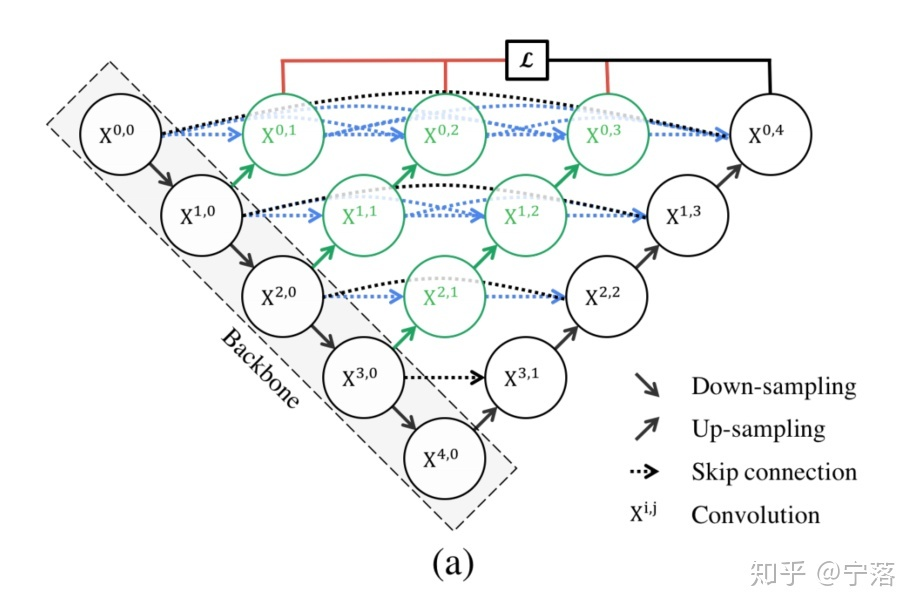 ℒ
X^0,0
X^0,1
X^0,2
X^0,3
X^0,4
X^1,0
X^1,1
X^1,2
X^1,3
X^2,0
X^2,1
X^2,2
Backbone
X^3,0
X^3,1
X^4,0
Down-sampling
Up-sampling
Skip connection
X^i,j Convolution
(a)
知乎 @宁落